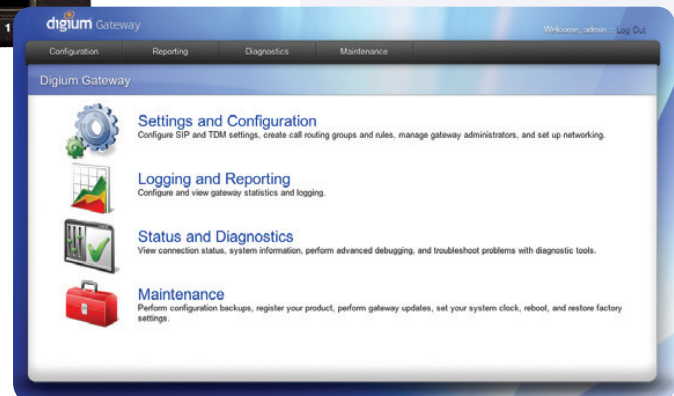 1
digium Gateway
Welcome, admin :: Log Out
Configuration Reporting Diagnostics Maintenance
Digium Gateway
Settings and Configuration
Configure SIP and TDM settings, create call routing groups and rules, manage gateway administrators, and set up networking.
Logging and Reporting
Configure and view gateway statistics and logging.
Status and Diagnostics
View connection status, system information, perform advanced debugging, and troubleshoot problems with diagnostic tools.
Maintenance
Perform configuration backups, register your product, perform gateway updates, set your system clock, reboot, and restore factory
settings.